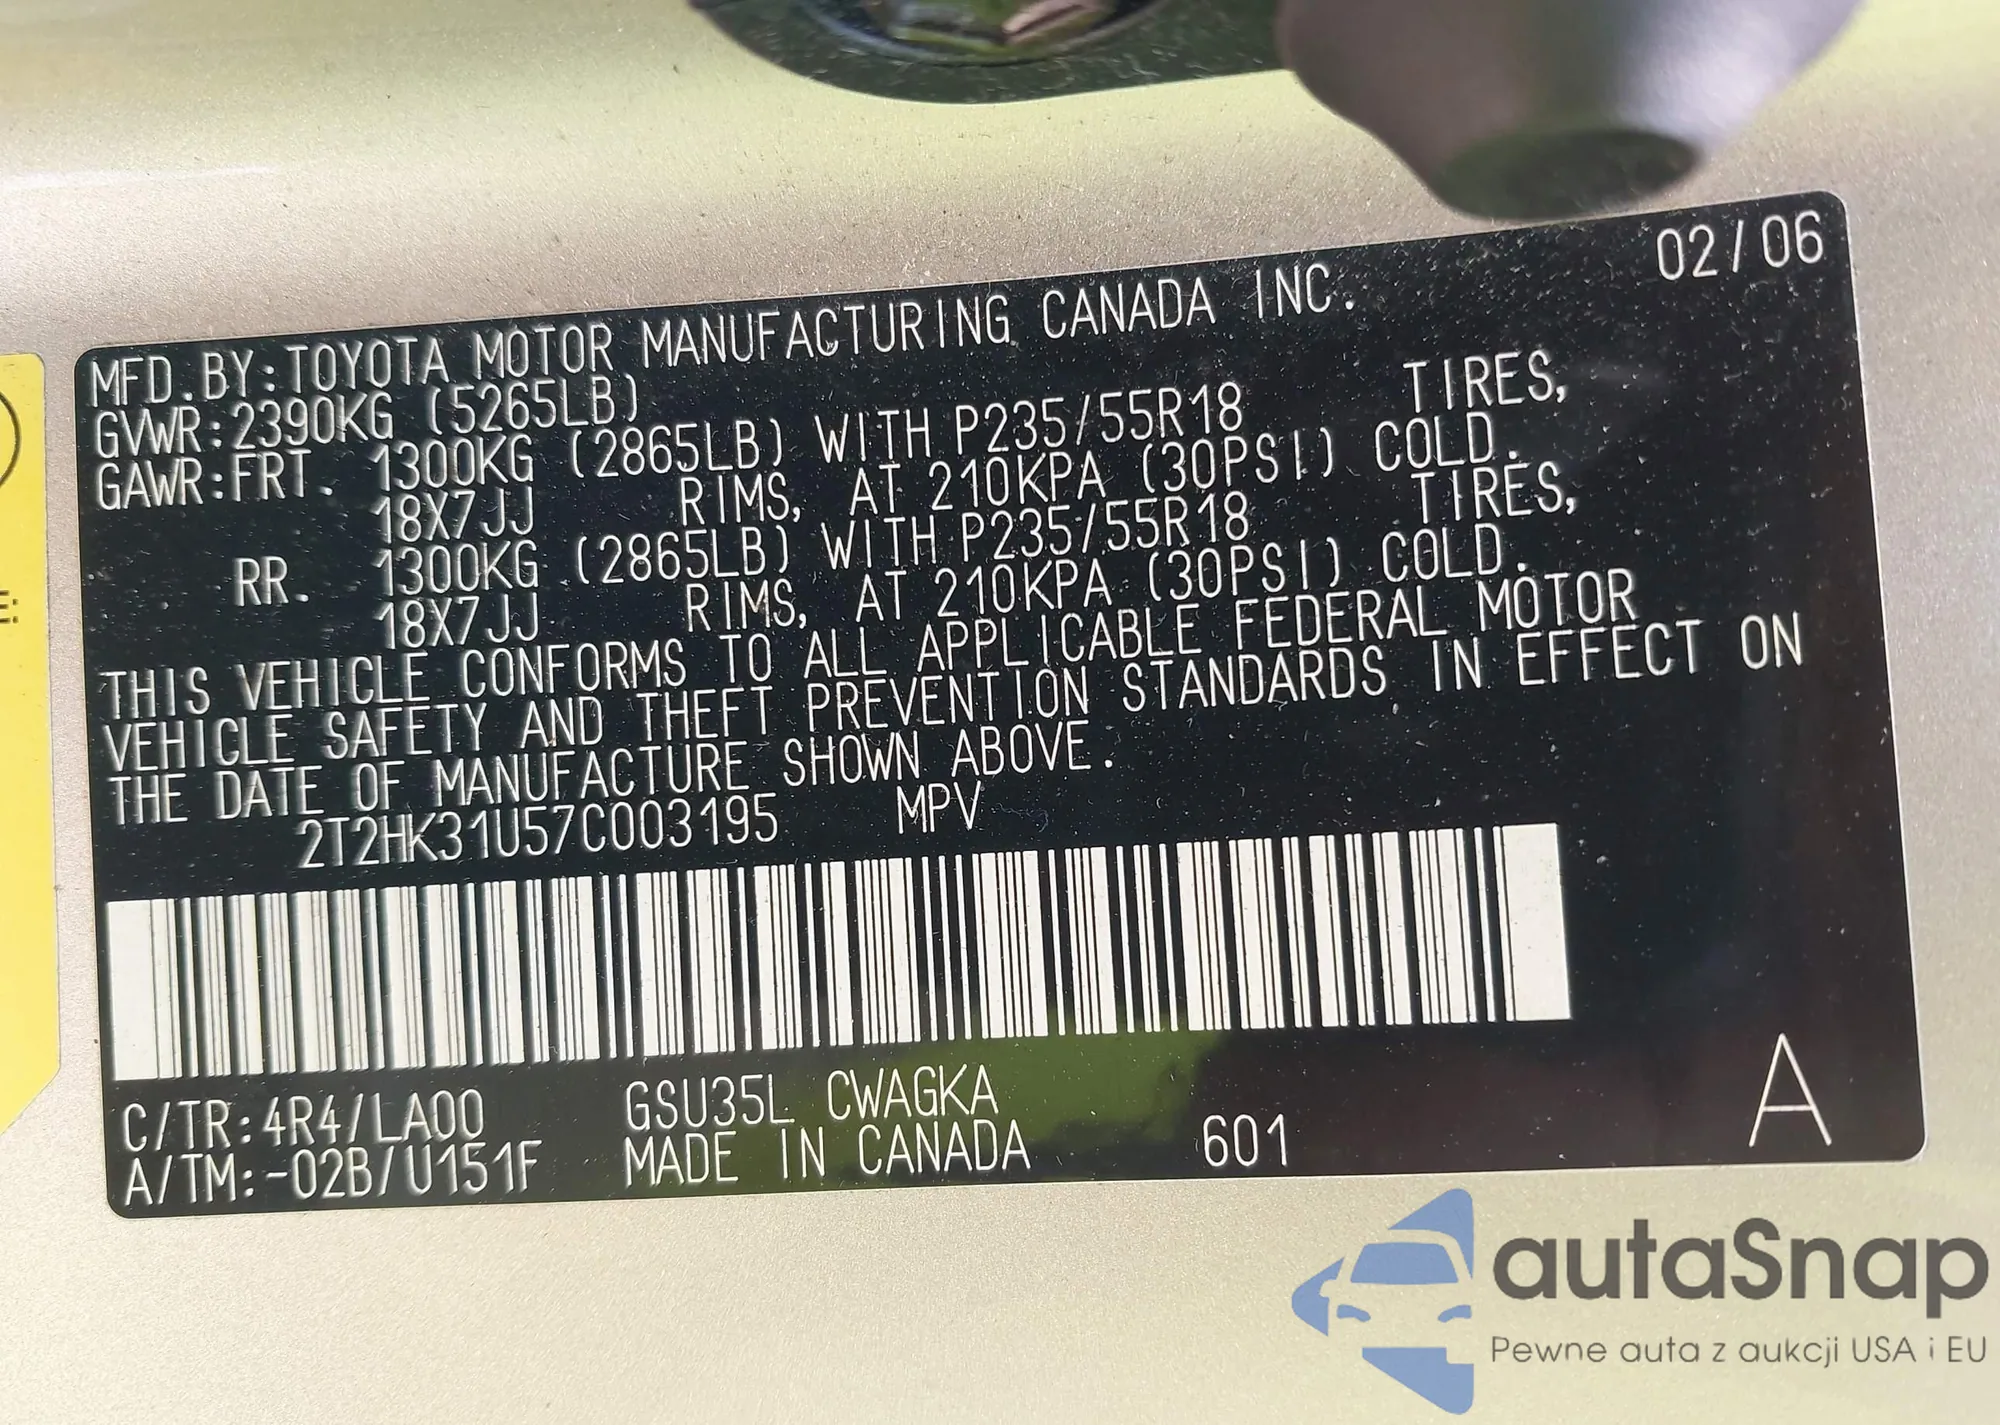 02/06
MFD. BY:TOYOTA MOTOR MANUFACTURING CANADA INC.
GVWR:2390KG (5265LB)
GAWR:FRT. 1300KG (2865LB) WITH P235/55R18 TIRES,
18X7JJ RIMS, AT 210KPA (30PSI) COLD.
RR. 1300KG (2865LB) WITH P235/55R18 TIRES,
18X7JJ RIMS, AT 210KPA (30PSI) COLD.
THIS VEHICLE CONFORMS TO ALL APPLICABLE FEDERAL MOTOR
VEHICLE SAFETY AND THEFT PREVENTION STANDARDS IN EFFECT ON
THE DATE OF MANUFACTURE SHOWN ABOVE.
2T2HK31U57C003195 MPV
C/TR:4R4/LA00 GSU35L CWAGKA
A/TM:-02B/U151F MADE IN CANADA 601 A
autaSnap
Pewne auta z aukcji USA i EU